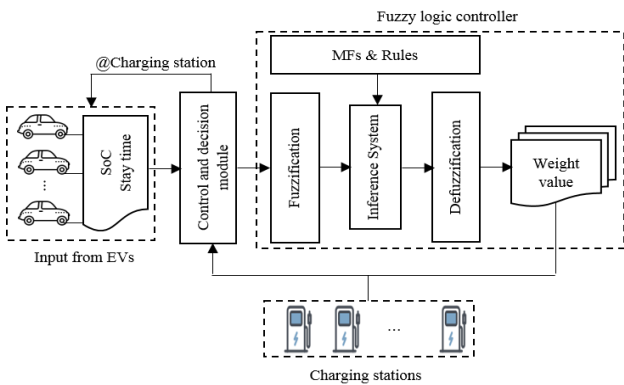 Fuzzy logic controller
MFs & Rules
@Charging station
SoC
Stay time
Control and decision
module
Fuzzification
Inference System
Defuzzification
Weight
value
...
Input from EVs
...
Charging stations